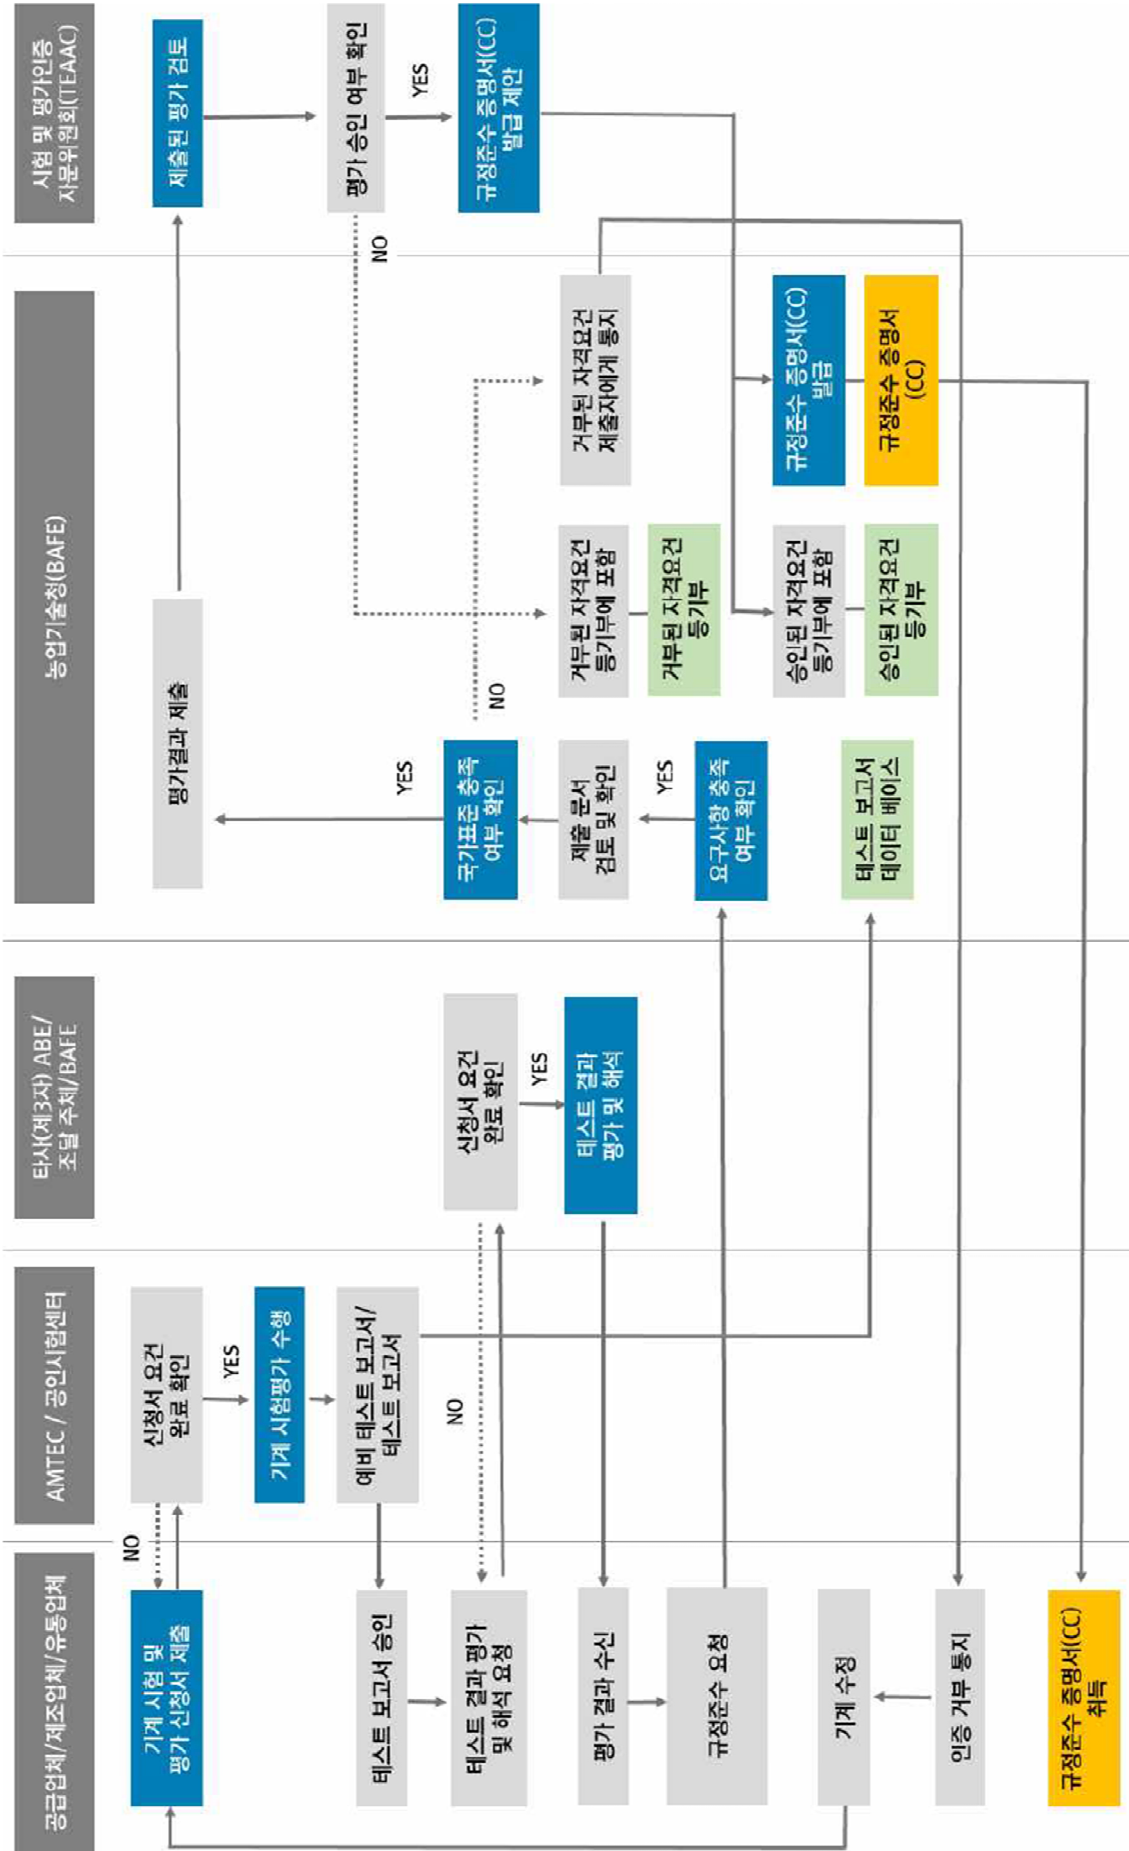 공급업체/제조업체/유통업체
기계 시험 및
평가 신청서 제출
테스트 보고서 승인
테스트 결과 평가
및 해석 요청
평가 결과 수신
규정준수 요청
기계 수정
인증 거부 통지
규정준수 증명서(CC)
취득
NO
AMTEC / 공인시험센터
신청서 요건
완료 확인
YES
기계 시험평가 수행
예비 테스트 보고서/
테스트 보고서
NO
타사(제3자) ABE/
조달 주체/BAFE
신청서 요건
완료 확인
YES
테스트 결과
평가 및 해석
농업기술청(BAFE)
평가결과 제출
YES
국가표준 충족
여부 확인
제출 문서
검토 및 확인
YES
요구사항 충족
여부 확인
테스트 보고서
데이터 베이스
NO
거부된 자격요건
등기부에 포함
거부된 자격요건
등기부
승인된 자격요건
등기부에 포함
승인된 자격요건
등기부
거부된 자격요건
제출자에게 통지
규정준수 증명서(CC)
발급
규정준수 증명서
(CC)
NO
시험 및 평가인증
자문위원회(TEAAC)
제출된 평가 검토
평가 승인 여부 확인
YES
규정준수 증명서(CC)
발급 제안